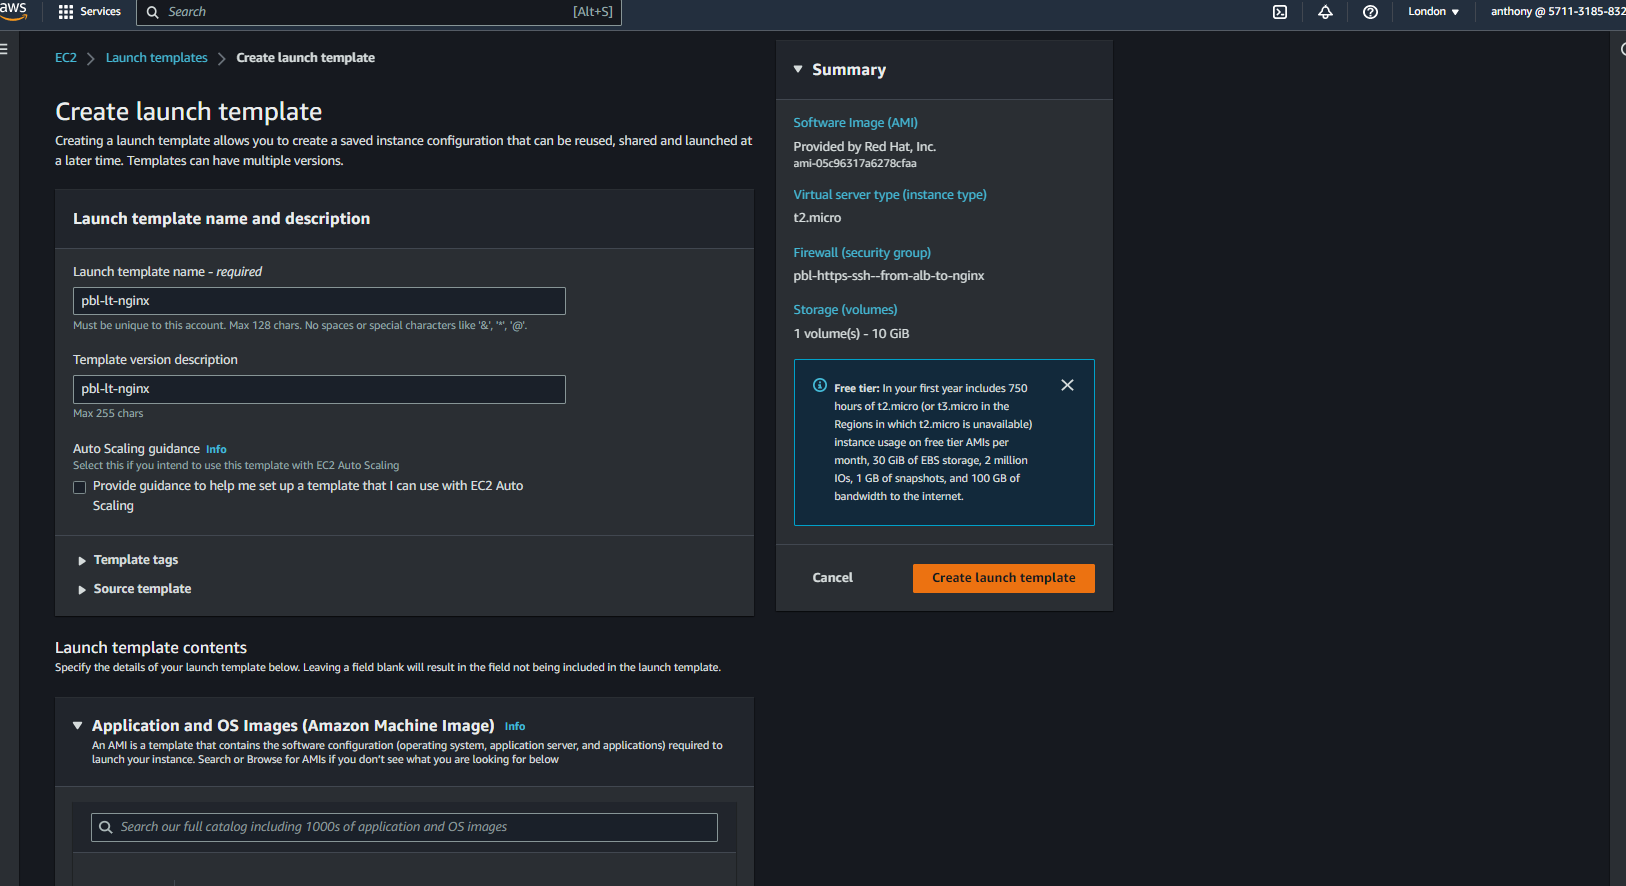 aws
Services
Search
[Alt+S]
London
anthony @ 5711-3185-832
EC2
Launch templates
Create launch template
Create launch template
Creating a launch template allows you to create a saved instance configuration that can be reused, shared and launched at
a later time. Templates can have multiple versions.
Launch template name and description
Launch template name - required
pbl-lt-nginx
Must be unique to this account. Max 128 chars. No spaces or special characters like '&', '*', '@'.
Template version description
pbl-lt-nginx
Max 255 chars
Auto Scaling guidance Info
Select this if you intend to use this template with EC2 Auto Scaling
Provide guidance to help me set up a template that I can use with EC2 Auto
Scaling
Template tags
Source template
Launch template contents
Specify the details of your launch template below. Leaving a field blank will result in the field not being included in the launch template.
Application and OS Images (Amazon Machine Image) Info
An AMI is a template that contains the software configuration (operating system, application server, and applications) required to
launch your instance. Search or Browse for AMIs if you don't see what you are looking for below
Search our full catalog including 1000s of application and OS images
Summary
Software Image (AMI)
Provided by Red Hat, Inc.
ami-05c96317a6278cfaa
Virtual server type (instance type)
t2.micro
Firewall (security group)
pbl-https-ssh--from-alb-to-nginx
Storage (volumes)
1 volume(s) - 10 GiB
Free tier: In your first year includes 750
hours of t2.micro (or t3.micro in the
Regions in which t2.micro is unavailable)
instance usage on free tier AMIs per
month, 30 GiB of EBS storage, 2 million
IOs, 1 GB of snapshots, and 100 GB of
bandwidth to the internet.
Cancel
Create launch template